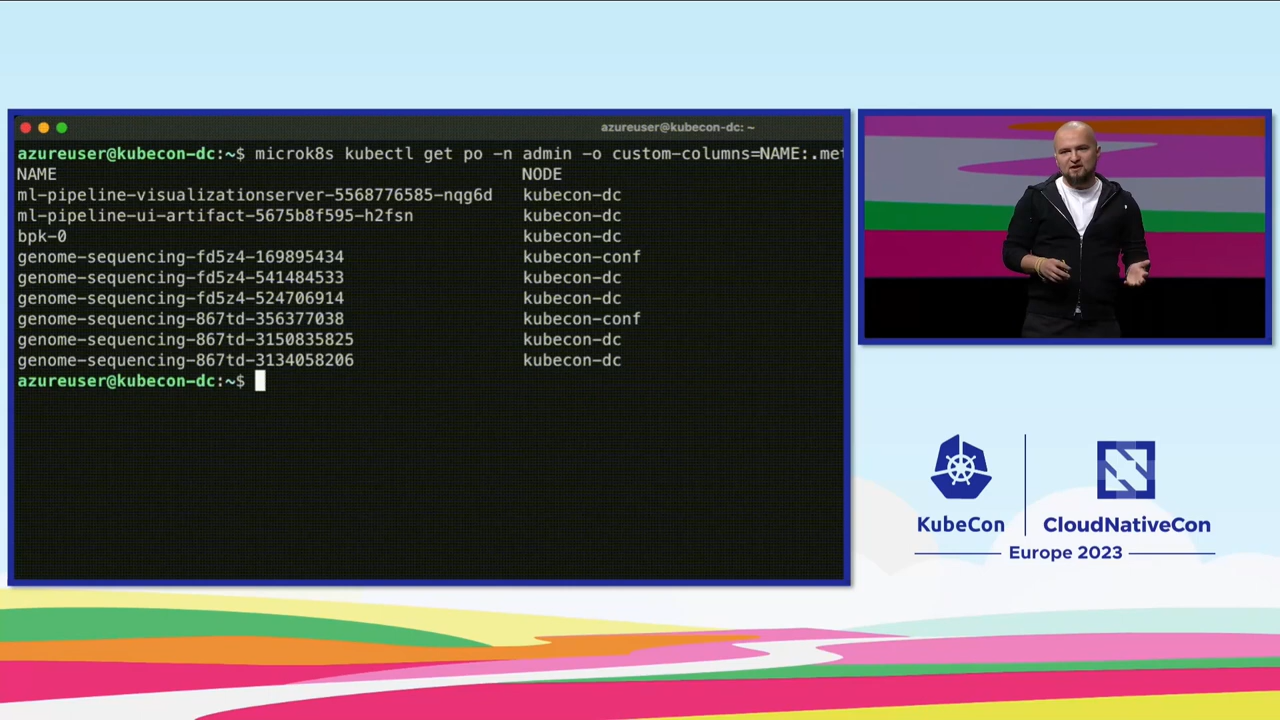 azureuser@kubecon-dc: ~
azureuser@kubecon-dc:~$ microk8s kubectl get po -n admin -o custom-columns=NAME:.met
NAME NODE
ml-pipeline-visualizationserver-5568776585-nqg6d kubecon-dc
ml-pipeline-ui-artifact-5675b8f595-h2fsn kubecon-dc
bpk-0 kubecon-dc
genome-sequencing-fd5z4-169895434 kubecon-conf
genome-sequencing-fd5z4-541484533 kubecon-dc
genome-sequencing-fd5z4-524706914 kubecon-dc
genome-sequencing-867td-356377038 kubecon-conf
genome-sequencing-867td-3150835825 kubecon-dc
genome-sequencing-867td-3134058206 kubecon-dc
azureuser@kubecon-dc:~$
KubeCon
CloudNativeCon
Europe 2023